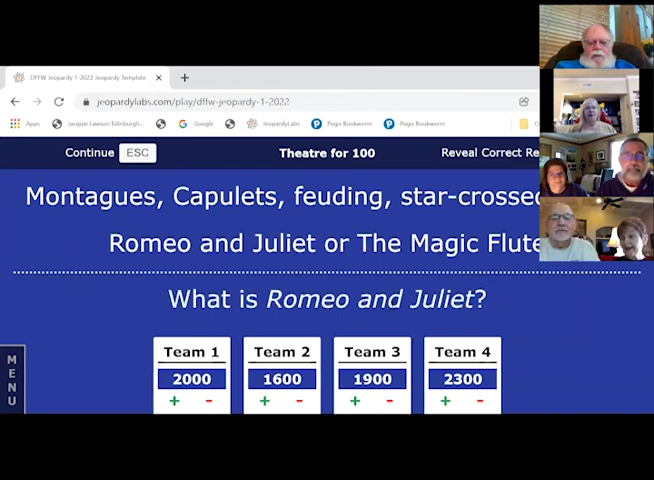 DFFW Jeopardy 1-2022 Jeopardy Template
jeopardylabs.com/play/dffw-jeopardy-1-2022
Apps Jacquie Lawson Edinburgh... Google JeopardyLabs Pogo Bookworm Pogo Bookworm
Continue ESC Theatre for 100 Reveal Correct Re
Montagues, Capulets, feuding, star-crossed
Romeo and Juliet or The Magic Flute
What is Romeo and Juliet?
MENU
Team 1 Team 2 Team 3 Team 4
2000 1600 1900 2300
+ - + - + - + -